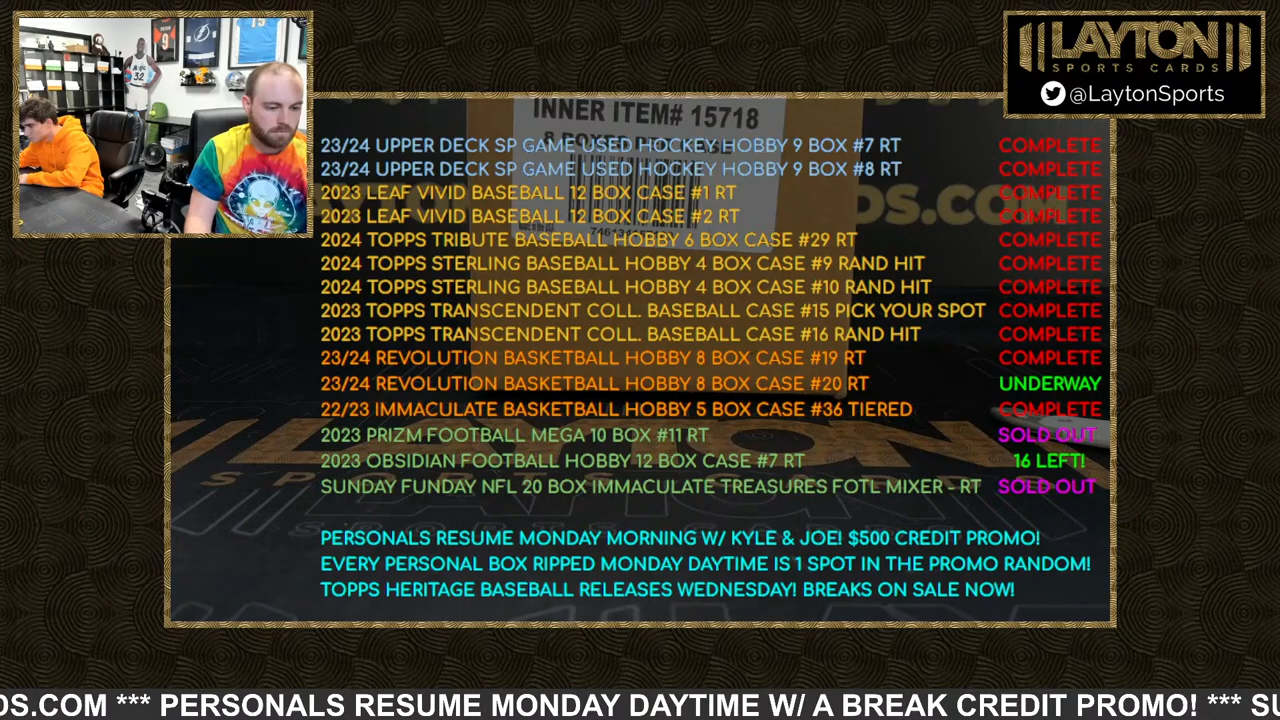 LAYTON
SPORTS CARDS
@LaytonSports
INNER ITEM# 15718
23/24 UPPER DECK SP GAME USED HOCKEY HOBBY 9 BOX #7 RT COMPLETE
23/24 UPPER DECK SP GAME USED HOCKEY HOBBY 9 BOX #8 RT COMPLETE
2023 LEAF VIVID BASEBALL 12 BOX CASE #1 RT COMPLETE
2023 LEAF VIVID BASEBALL 12 BOX CASE #2 RT COMPLETE
2024 TOPPS TRIBUTE BASEBALL HOBBY 6 BOX CASE #29 RT COMPLETE
2024 TOPPS STERLING BASEBALL HOBBY 4 BOX CASE #9 RAND HIT COMPLETE
2024 TOPPS STERLING BASEBALL HOBBY 4 BOX CASE #10 RAND HIT COMPLETE
2023 TOPPS TRANSCENDENT COLL. BASEBALL CASE #15 PICK YOUR SPOT COMPLETE
2023 TOPPS TRANSCENDENT COLL. BASEBALL CASE #16 RAND HIT COMPLETE
23/24 REVOLUTION BASKETBALL HOBBY 8 BOX CASE #19 RT COMPLETE
23/24 REVOLUTION BASKETBALL HOBBY 8 BOX CASE #20 RT UNDERWAY
22/23 IMMACULATE BASKETBALL HOBBY 5 BOX CASE #36 TIERED COMPLETE
2023 PRIZM FOOTBALL MEGA 10 BOX #11 RT SOLD OUT
2023 OBSIDIAN FOOTBALL HOBBY 12 BOX CASE #7 RT 16 LEFT!
SUNDAY FUNDAY NFL 20 BOX IMMACULATE TREASURES FOTL MIXER - RT SOLD OUT
PERSONALS RESUME MONDAY MORNING W/ KYLE & JOE! $500 CREDIT PROMO!
EVERY PERSONAL BOX RIPPED MONDAY DAYTIME IS 1 SPOT IN THE PROMO RANDOM!
TOPPS HERITAGE BASEBALL RELEASES WEDNESDAY! BREAKS ON SALE NOW!
DS.COM *** PERSONALS RESUME MONDAY DAYTIME W/ A BREAK CREDIT PROMO! *** SU